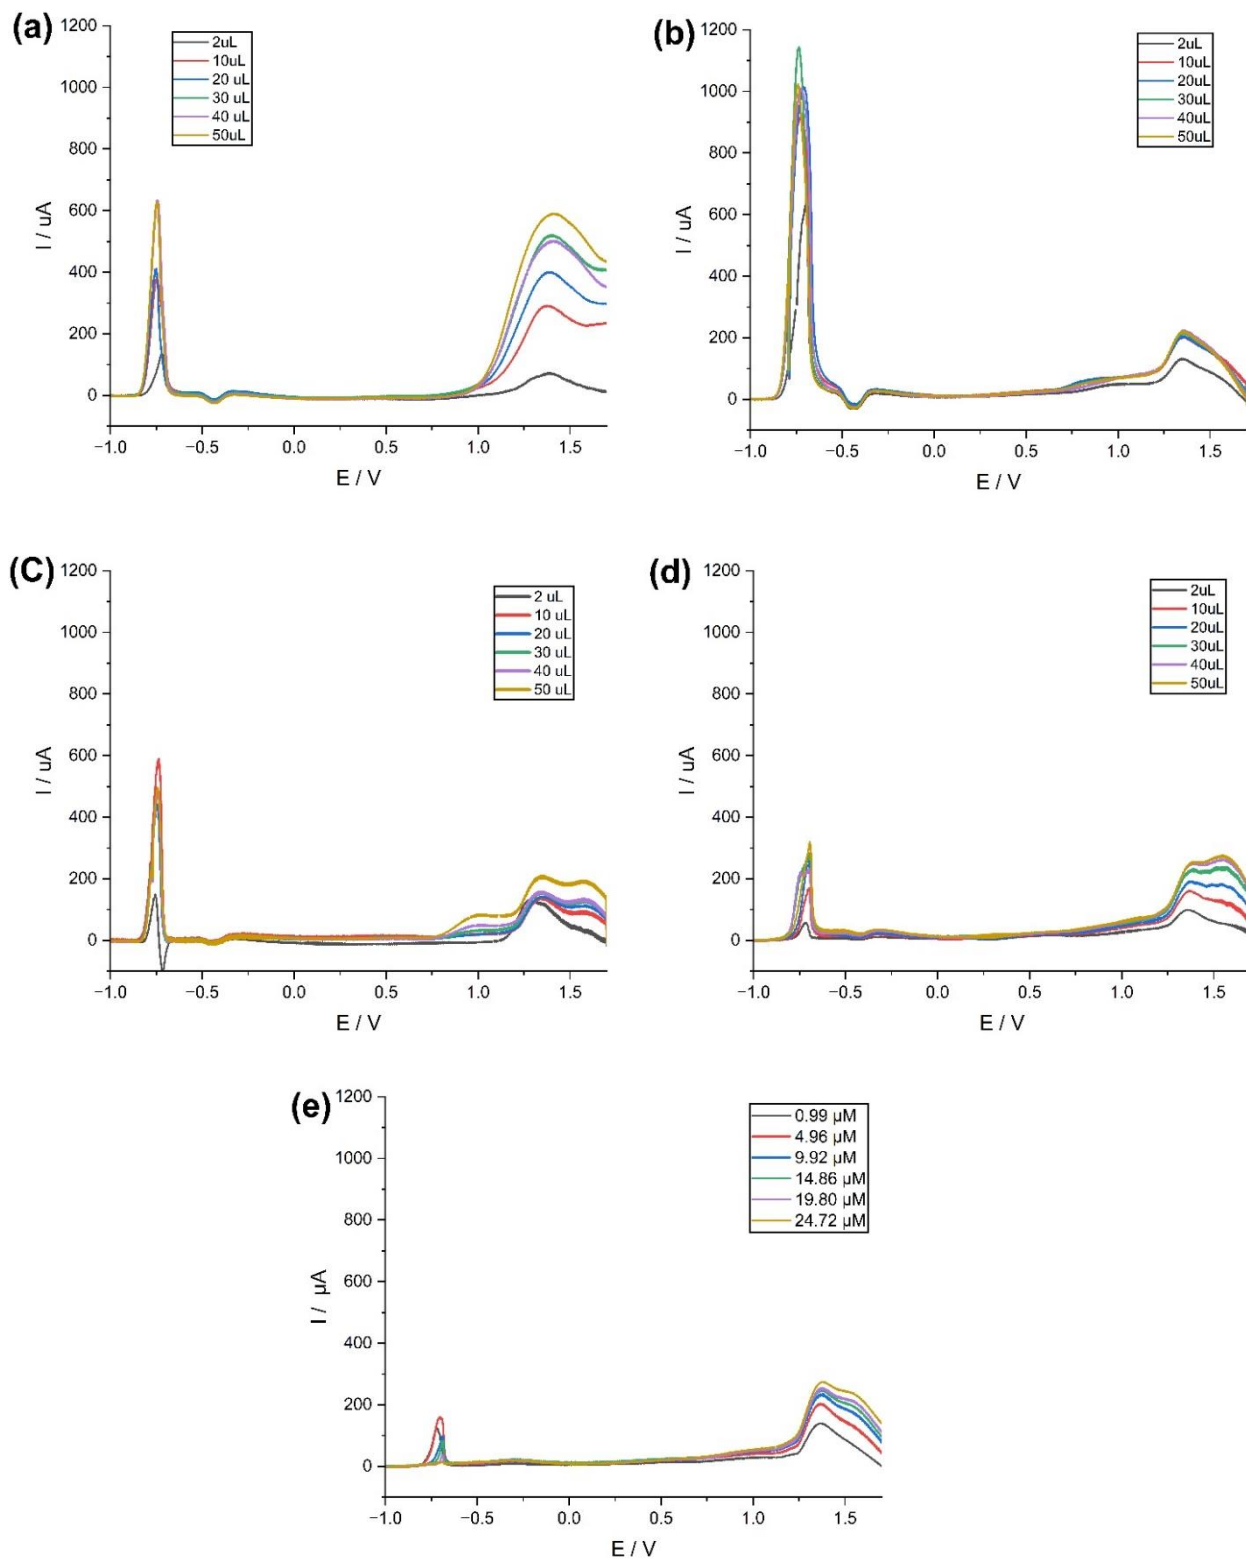 (a)
1200
1000
800
600
400
200
0
I / uA
2uL
10uL
20 uL
30 uL
40 uL
50uL
−1.0 −0.5 0.0 0.5 1.0 1.5
E / V
(b)
1200
1000
800
600
400
200
0
I / uA
2uL
10uL
20uL
30uL
40uL
50uL
−1.0 −0.5 0.0 0.5 1.0 1.5
E / V
(C)
1200
1000
800
600
400
200
0
I / uA
2 uL
10 uL
20 uL
30 uL
40 uL
50 uL
−1.0 −0.5 0.0 0.5 1.0 1.5
E / V
(d)
1200
1000
800
600
400
200
0
I / uA
2uL
10uL
20uL
30uL
40uL
50uL
−1.0 −0.5 0.0 0.5 1.0 1.5
E / V
(e)
1200
1000
800
600
400
200
0
I / μA
0.99 μM
4.96 μM
9.92 μM
14.86 μM
19.80 μM
24.72 μM
−1.0 −0.5 0.0 0.5 1.0 1.5
E / V